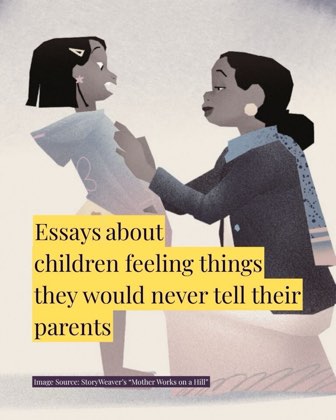 Essays about
children feeling things
they would never tell their
parents
Image Source: StoryWeaver's "Mother Works on a Hill"